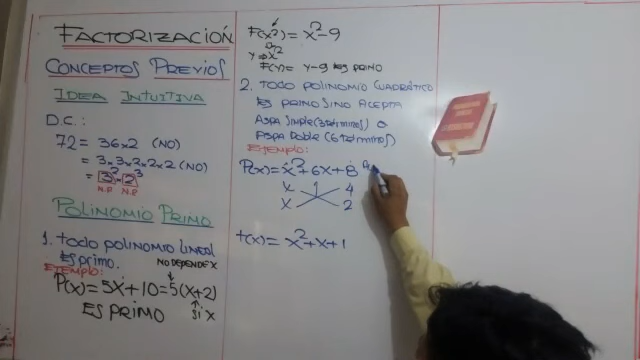 FACTORIZACIÓN
CONCEPTOS PREVIOS
IDEA INTUITIVA
D.C.:
72 = 36x2 (NO)
= 3x3x2x2x2 (NO)
= 3² x 2³
N.P. N.P.
POLINOMIO PRIMO
1. TODO POLINOMIO LINEAL
ES PRIMO. NO DEPENDE X
EJEMPLO:
P(x) = 5x + 10 = 5(x+2)
ES PRIMO SI X
F(x²) = x² - 9
F(y) = y - 9 ES PRIMO
2. TODO POLINOMIO CUADRÁTICO
ES PRIMO SINO ACEPTA
ASPA SIMPLE (3 TÉRMINOS) O
ASPA DOBLE (6 TÉRMINOS)
EJEMPLO:
P(x) = x² + 6x + 8
x 1 4
x 2
t(x) = x² + x + 1